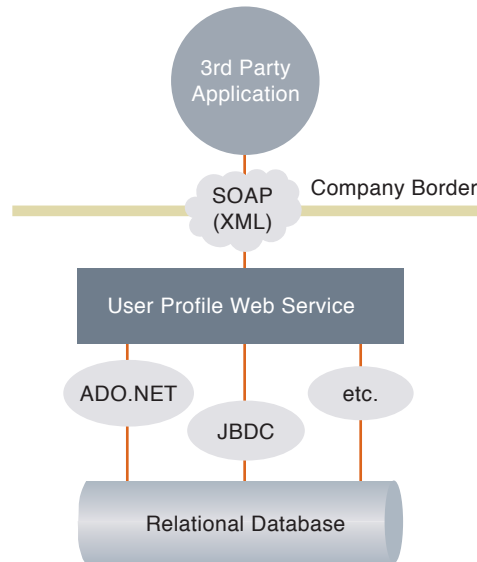 3rd Party
Application
SOAP
(XML)
Company Border
User Profile Web Service
ADO.NET
etc.
JBDC
Relational Database